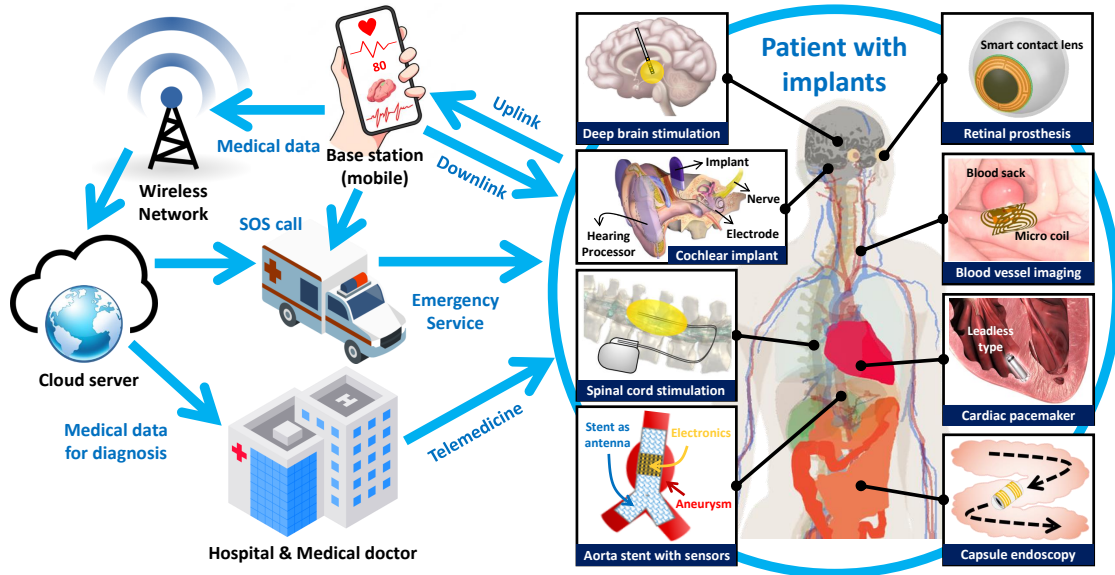 80
Base station
(mobile)
Medical data
Wireless
Network
Uplink
Downlink
SOS call
Emergency
Service
Cloud server
Medical data
for diagnosis
Telemedicine
Hospital & Medical doctor
H
Patient with
implants
Deep brain stimulation
Smart contact lens
Retinal prosthesis
Implant
Nerve
Electrode
Hearing
Processor
Cochlear implant
Blood sack
Micro coil
Blood vessel imaging
Spinal cord stimulation
Leadless
type
Cardiac pacemaker
Stent as
antenna
Electronics
Aneurysm
Aorta stent with sensors
Capsule endoscopy